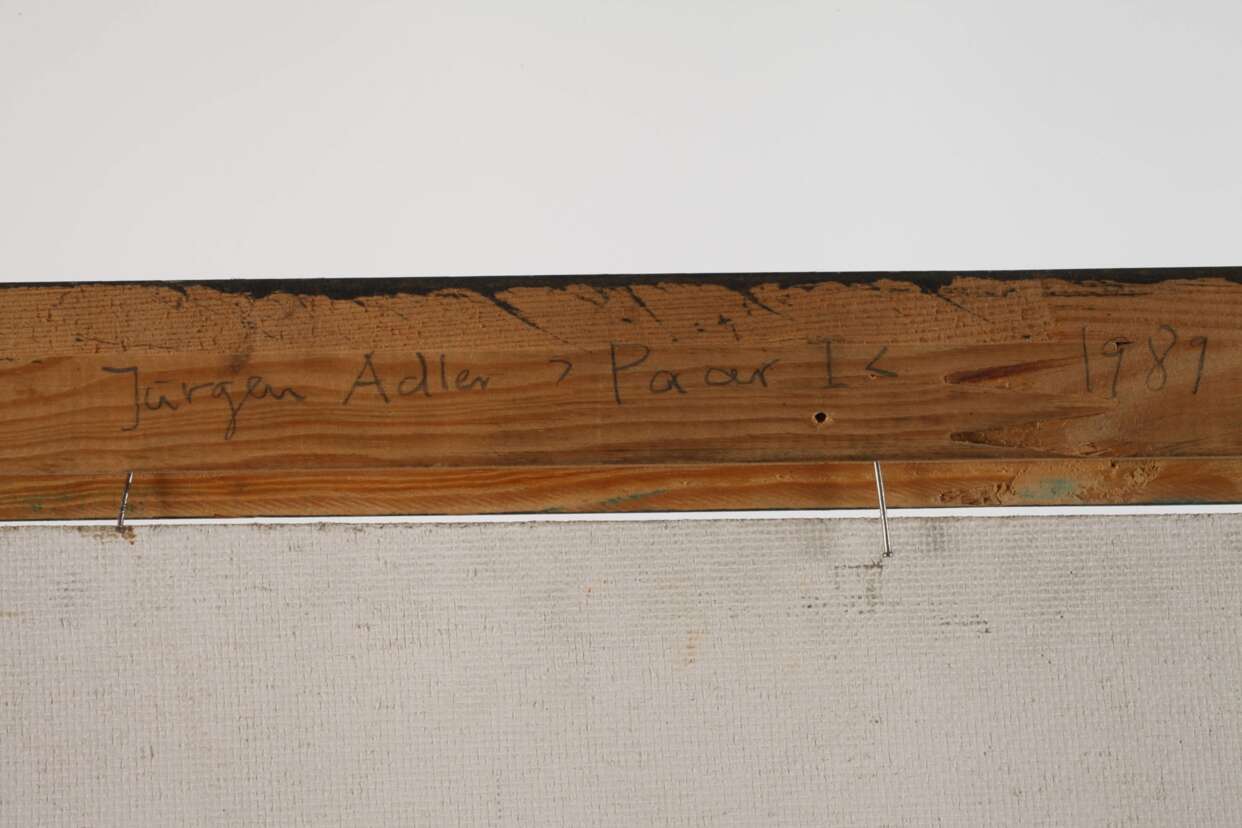 Jürgen Adler >Paar I< 1989